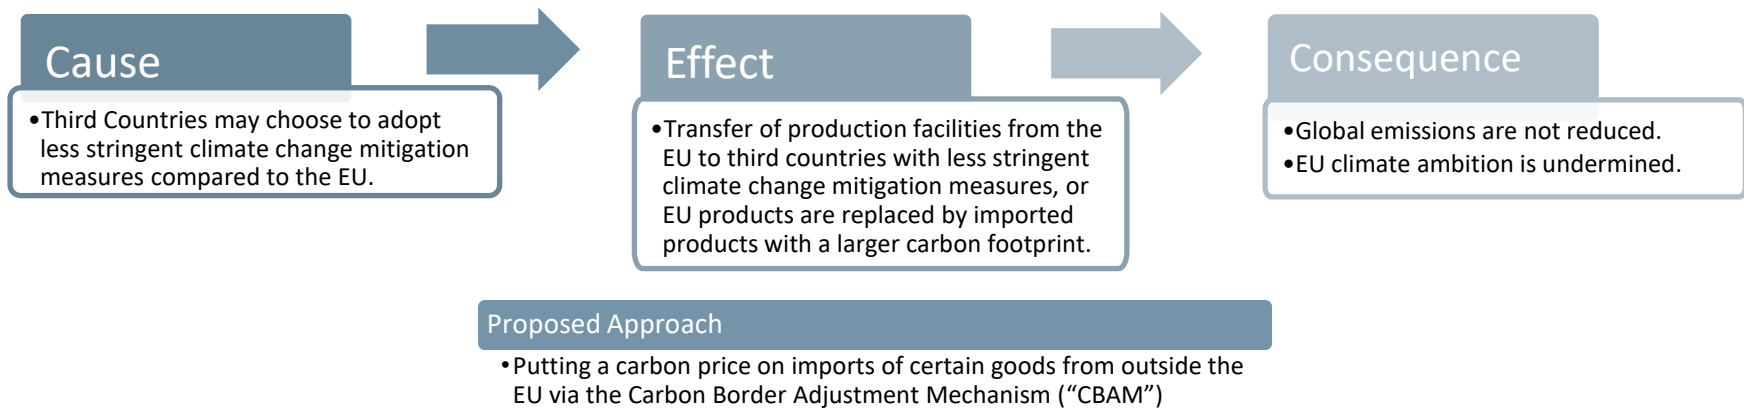 Cause
•Third Countries may choose to adopt
less stringent climate change mitigation
measures compared to the EU.
Effect
•Transfer of production facilities from the
EU to third countries with less stringent
climate change mitigation measures, or
EU products are replaced by imported
products with a larger carbon footprint.
Consequence
•Global emissions are not reduced.
•EU climate ambition is undermined.
Proposed Approach
•Putting a carbon price on imports of certain goods from outside the
EU via the Carbon Border Adjustment Mechanism (“CBAM”)